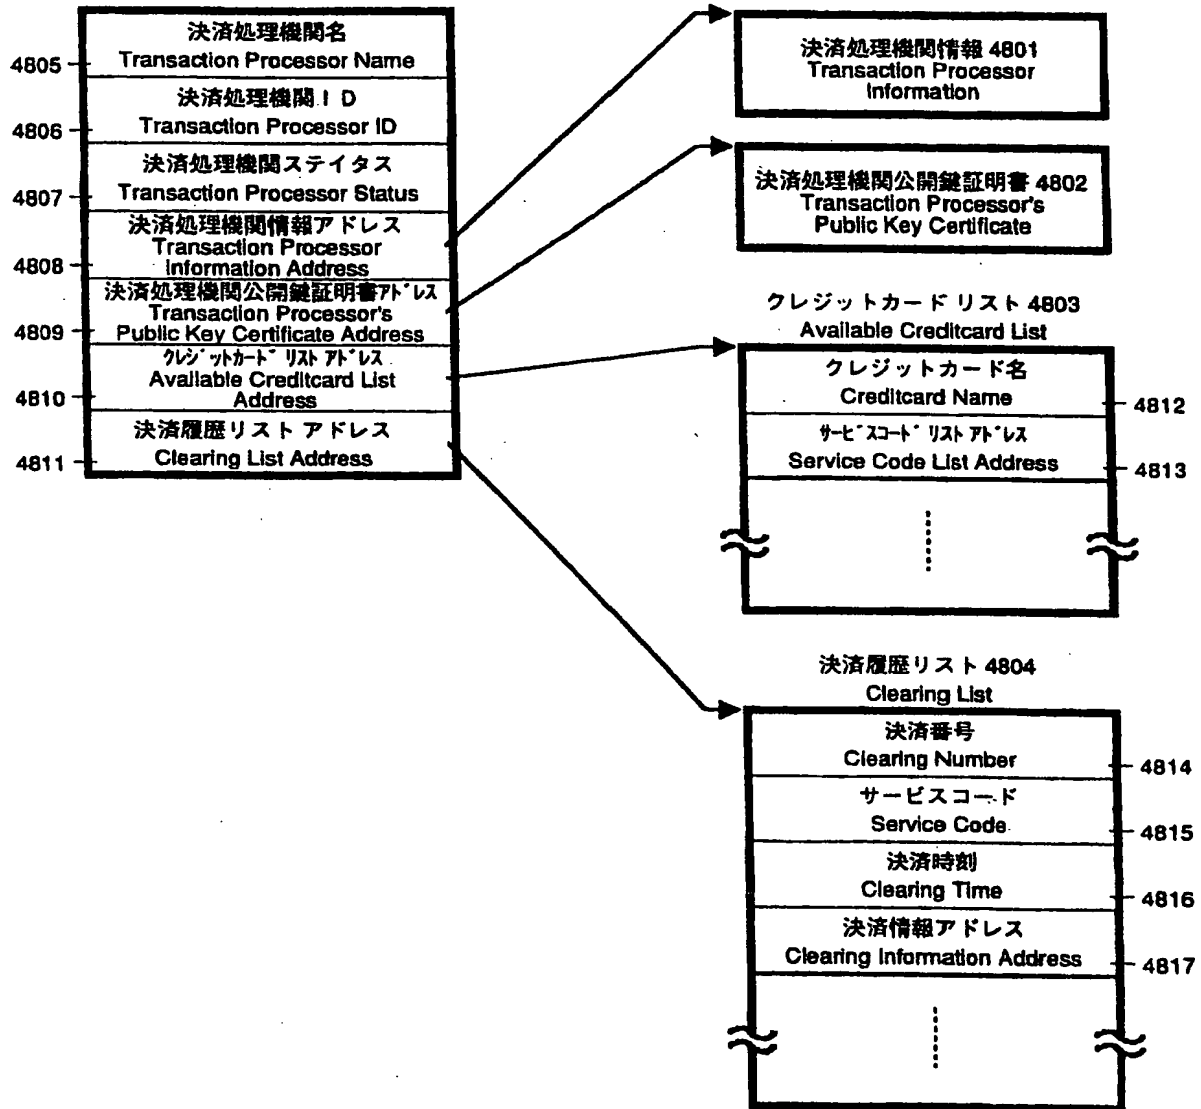 決済処理機関名
Transaction Processor Name
4805
決済処理機関ID
Transaction Processor ID
4806
決済処理機関ステイタス
Transaction Processor Status
4807
決済処理機関情報アドレス
Transaction Processor
Information Address
4808
決済処理機関公開鍵証明書アドレス
Transaction Processor's
Public Key Certificate Address
4809
クレジットカード リスト アドレス
Available Creditcard List
Address
4810
決済履歴リスト アドレス
Clearing List Address
4811
決済処理機関情報 4801
Transaction Processor
Information
決済処理機関公開鍵証明書 4802
Transaction Processor's
Public Key Certificate
クレジットカード リスト 4803
Available Creditcard List
クレジットカード名
Creditcard Name
4812
サービスコード リスト アドレス
Service Code List Address
4813
決済履歴リスト 4804
Clearing List
決済番号
Clearing Number
4814
サービスコード
Service Code
4815
決済時刻
Clearing Time
4816
決済情報アドレス
Clearing Information Address
4817